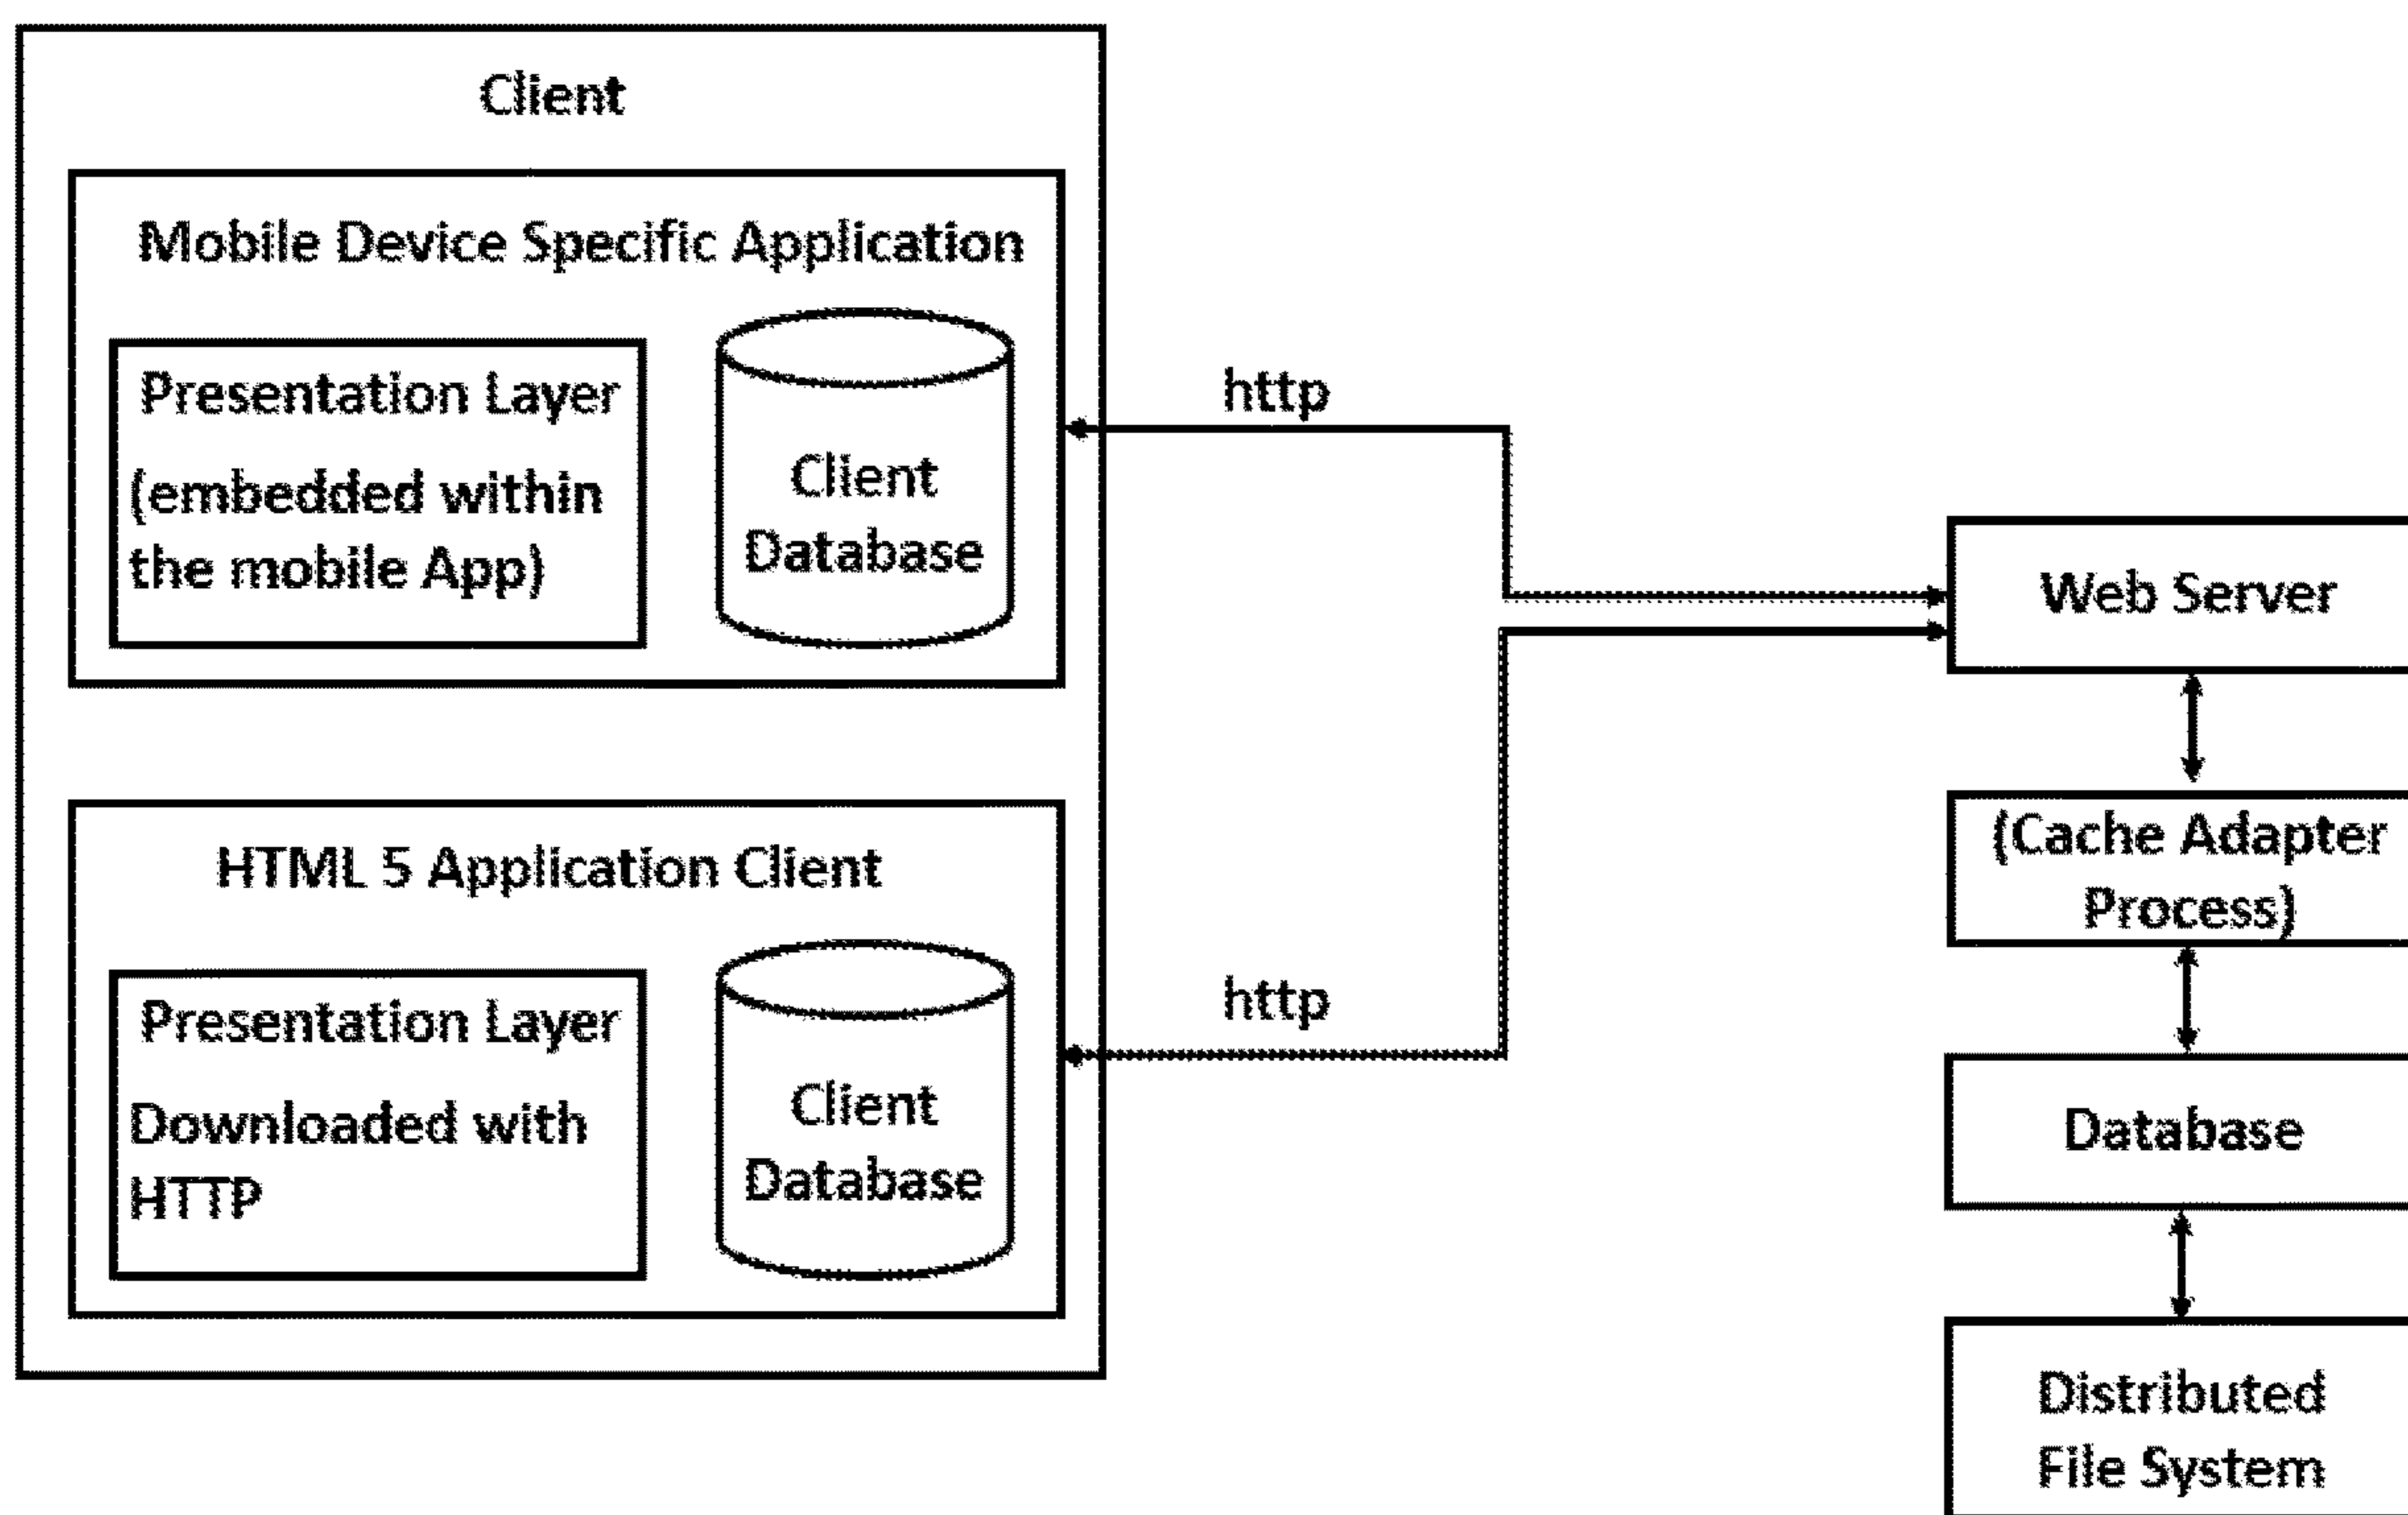 Client
Mobile Device Specific Application
Presentation Layer
(embedded within
the mobile App)
Client
Database
http
HTML 5 Application Client
Presentation Layer
Downloaded with
HTTP
Client
Database
http
Web Server
(Cache Adapter
Process)
Database
Distributed
File System